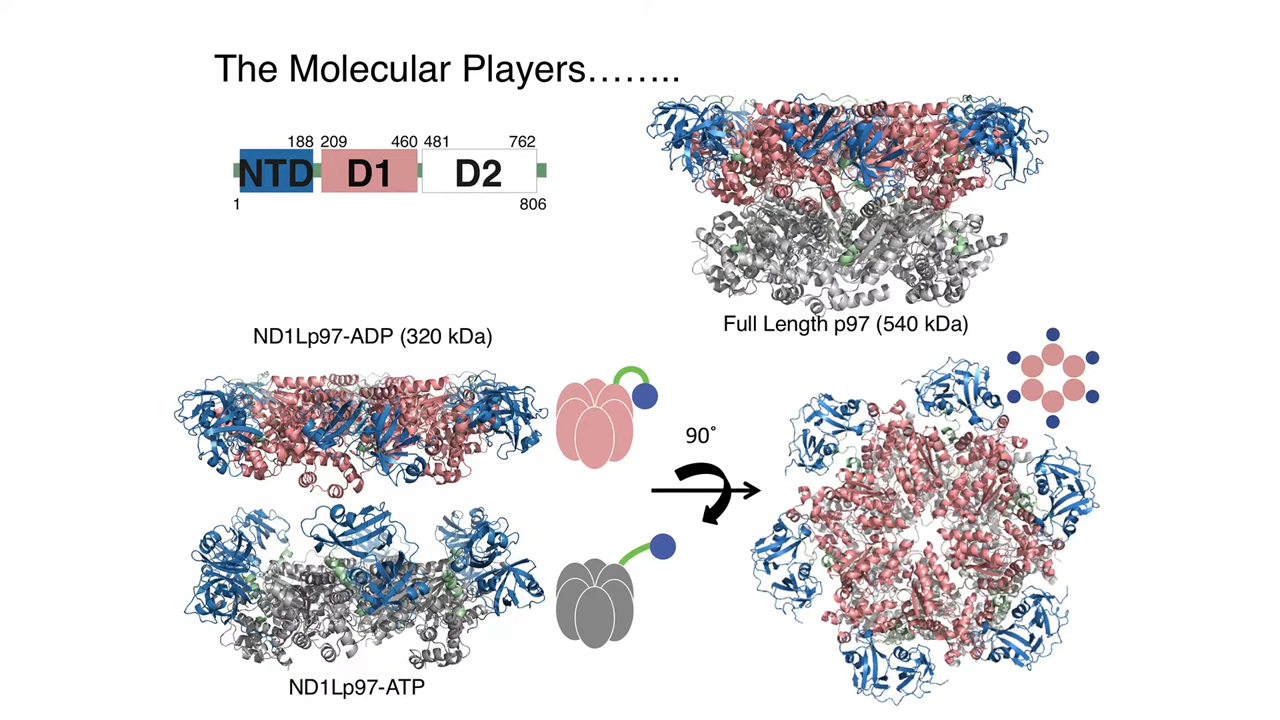 The Molecular Players……..
188 209 460 481 762
NTD D1 D2
1 806
Full Length p97 (540 kDa)
ND1Lp97-ADP (320 kDa)
90˚
ND1Lp97-ATP